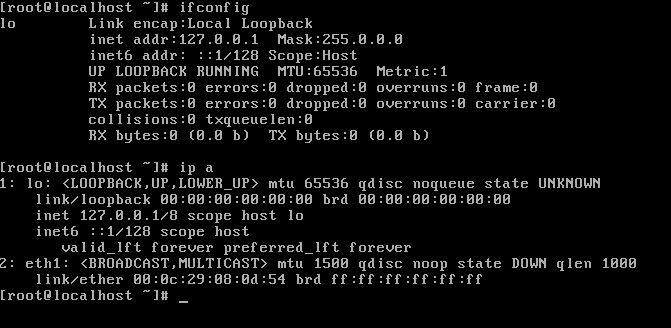 [root@localhost ~]# ifconfig
lo        Link encap:Local Loopback
          inet addr:127.0.0.1  Mask:255.0.0.0
          inet6 addr: ::1/128 Scope:Host
          UP LOOPBACK RUNNING  MTU:65536  Metric:1
          RX packets:0 errors:0 dropped:0 overruns:0 frame:0
          TX packets:0 errors:0 dropped:0 overruns:0 carrier:0
          collisions:0 txqueuelen:0
          RX bytes:0 (0.0 b)  TX bytes:0 (0.0 b)
[root@localhost ~]# ip a
1: lo: <LOOPBACK,UP,LOWER_UP> mtu 65536 qdisc noqueue state UNKNOWN
    link/loopback 00:00:00:00:00:00 brd 00:00:00:00:00:00
    inet 127.0.0.1/8 scope host lo
    inet6 ::1/128 scope host
       valid_lft forever preferred_lft forever
2: eth1: <BROADCAST,MULTICAST> mtu 1500 qdisc noop state DOWN qlen 1000
    link/ether 00:0c:29:08:0d:54 brd ff:ff:ff:ff:ff:ff
[root@localhost ~]# _